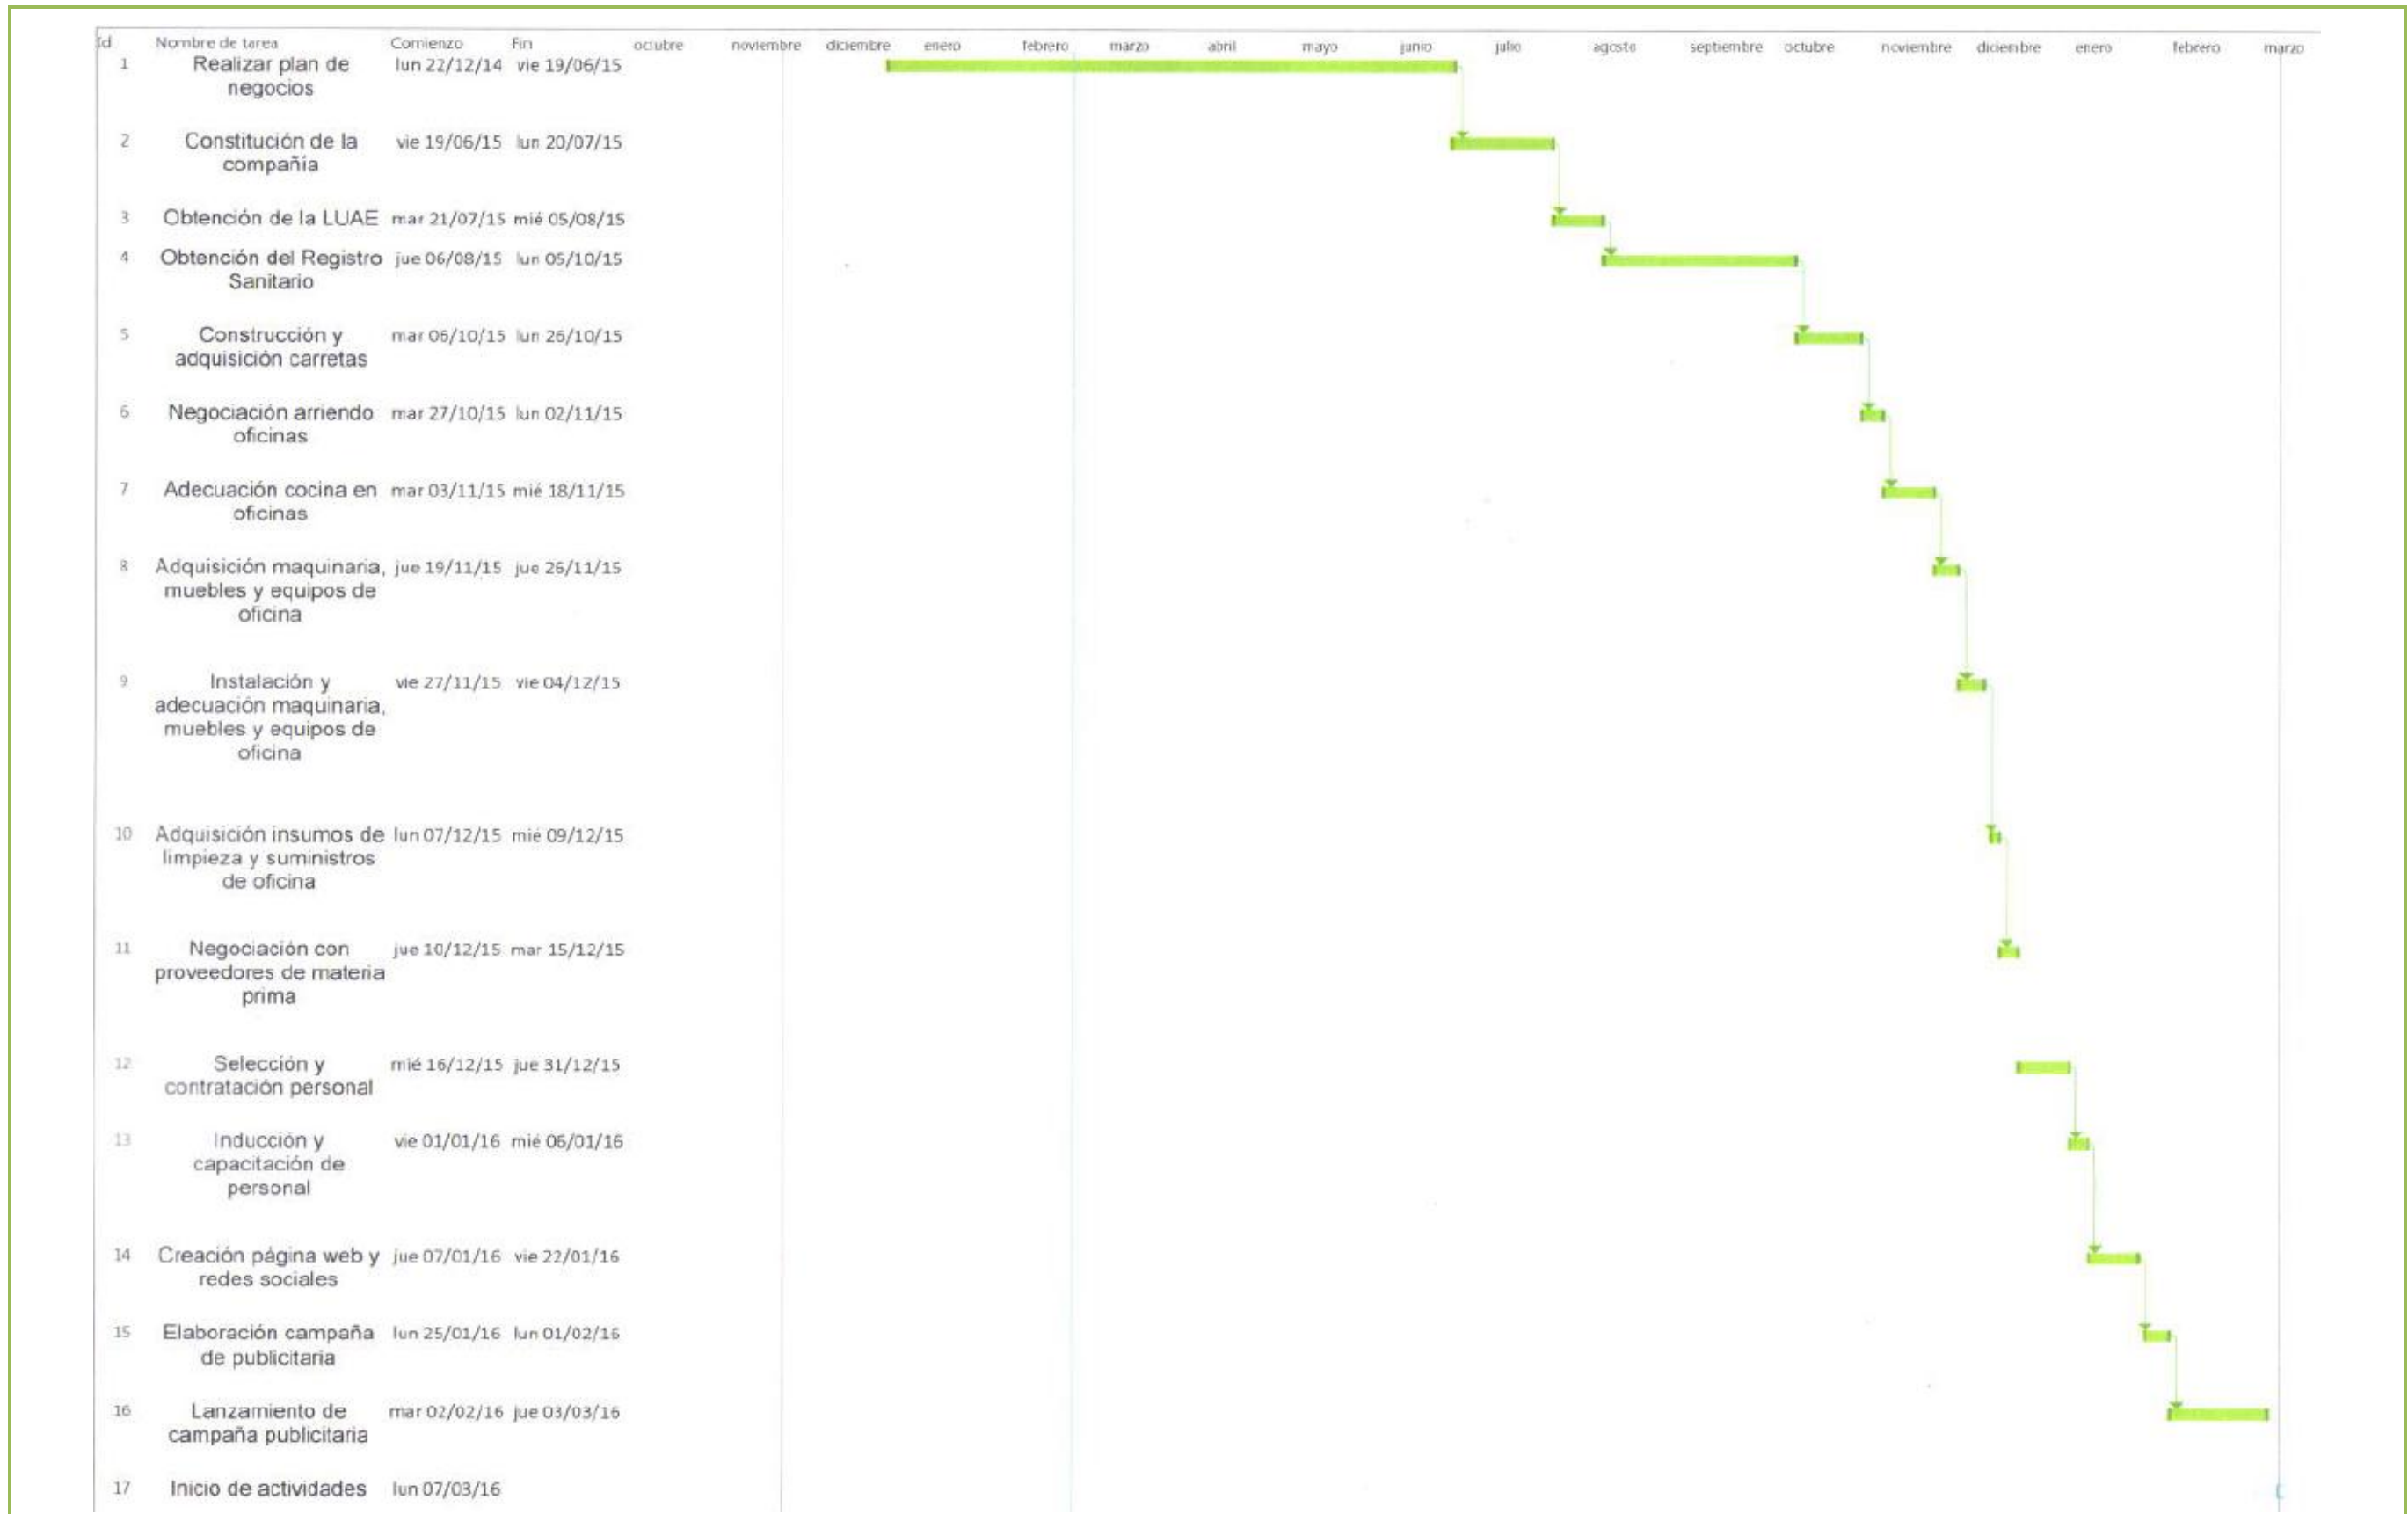 Id Nombre de tarea Comienzo Fin octubre noviembre diciembre enero febrero marzo abril mayo junio julio agosto septiembre octubre noviembre diciembre enero febrero marzo
1 Realizar plan de lun 22/12/14 vie 19/06/15
negocios
2 Constitución de la vie 19/06/15 lun 20/07/15
compañía
3 Obtención de la LUAE mar 21/07/15 mié 05/08/15
4 Obtención del Registro jue 06/08/15 lun 05/10/15
Sanitario
5 Construcción y mar 06/10/15 lun 26/10/15
adquisición carretas
6 Negociación arriendo mar 27/10/15 lun 02/11/15
oficinas
7 Adecuación cocina en mar 03/11/15 mié 18/11/15
oficinas
8 Adquisición maquinaria, jue 19/11/15 jue 26/11/15
muebles y equipos de
oficina
9 Instalación y vie 27/11/15 vie 04/12/15
adecuación maquinaria,
muebles y equipos de
oficina
10 Adquisición insumos de lun 07/12/15 mié 09/12/15
limpieza y suministros
de oficina
11 Negociación con jue 10/12/15 mar 15/12/15
proveedores de materia
prima
12 Selección y mié 16/12/15 jue 31/12/15
contratación personal
13 Inducción y vie 01/01/16 mié 06/01/16
capacitación de
personal
14 Creación página web y jue 07/01/16 vie 22/01/16
redes sociales
15 Elaboración campaña lun 25/01/16 lun 01/02/16
de publicitaria
16 Lanzamiento de mar 02/02/16 jue 03/03/16
campaña publicitaria
17 Inicio de actividades lun 07/03/16